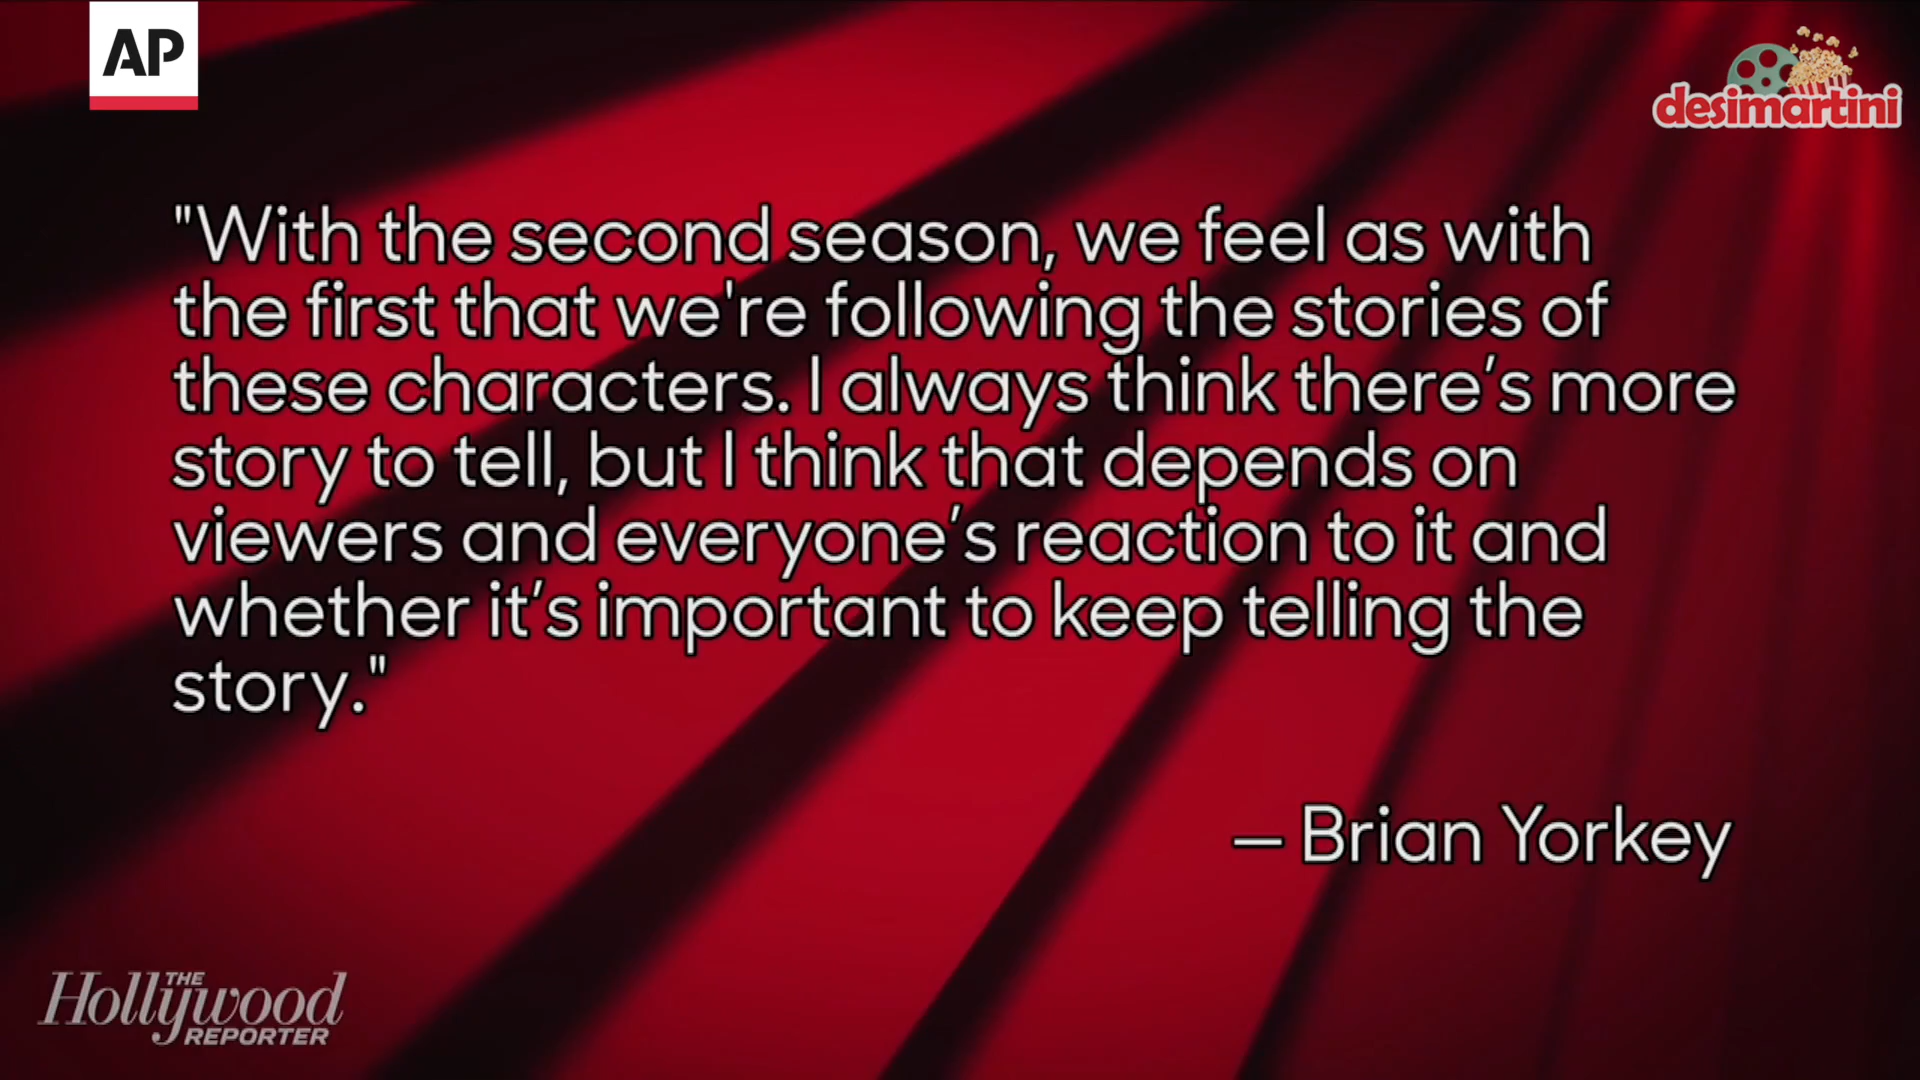 AP
desimartini
"With the second season, we feel as with
the first that we're following the stories of
these characters. I always think there’s more
story to tell, but I think that depends on
viewers and everyone’s reaction to it and
whether it’s important to keep telling the
story."
— Brian Yorkey
THE
Hollywood
REPORTER